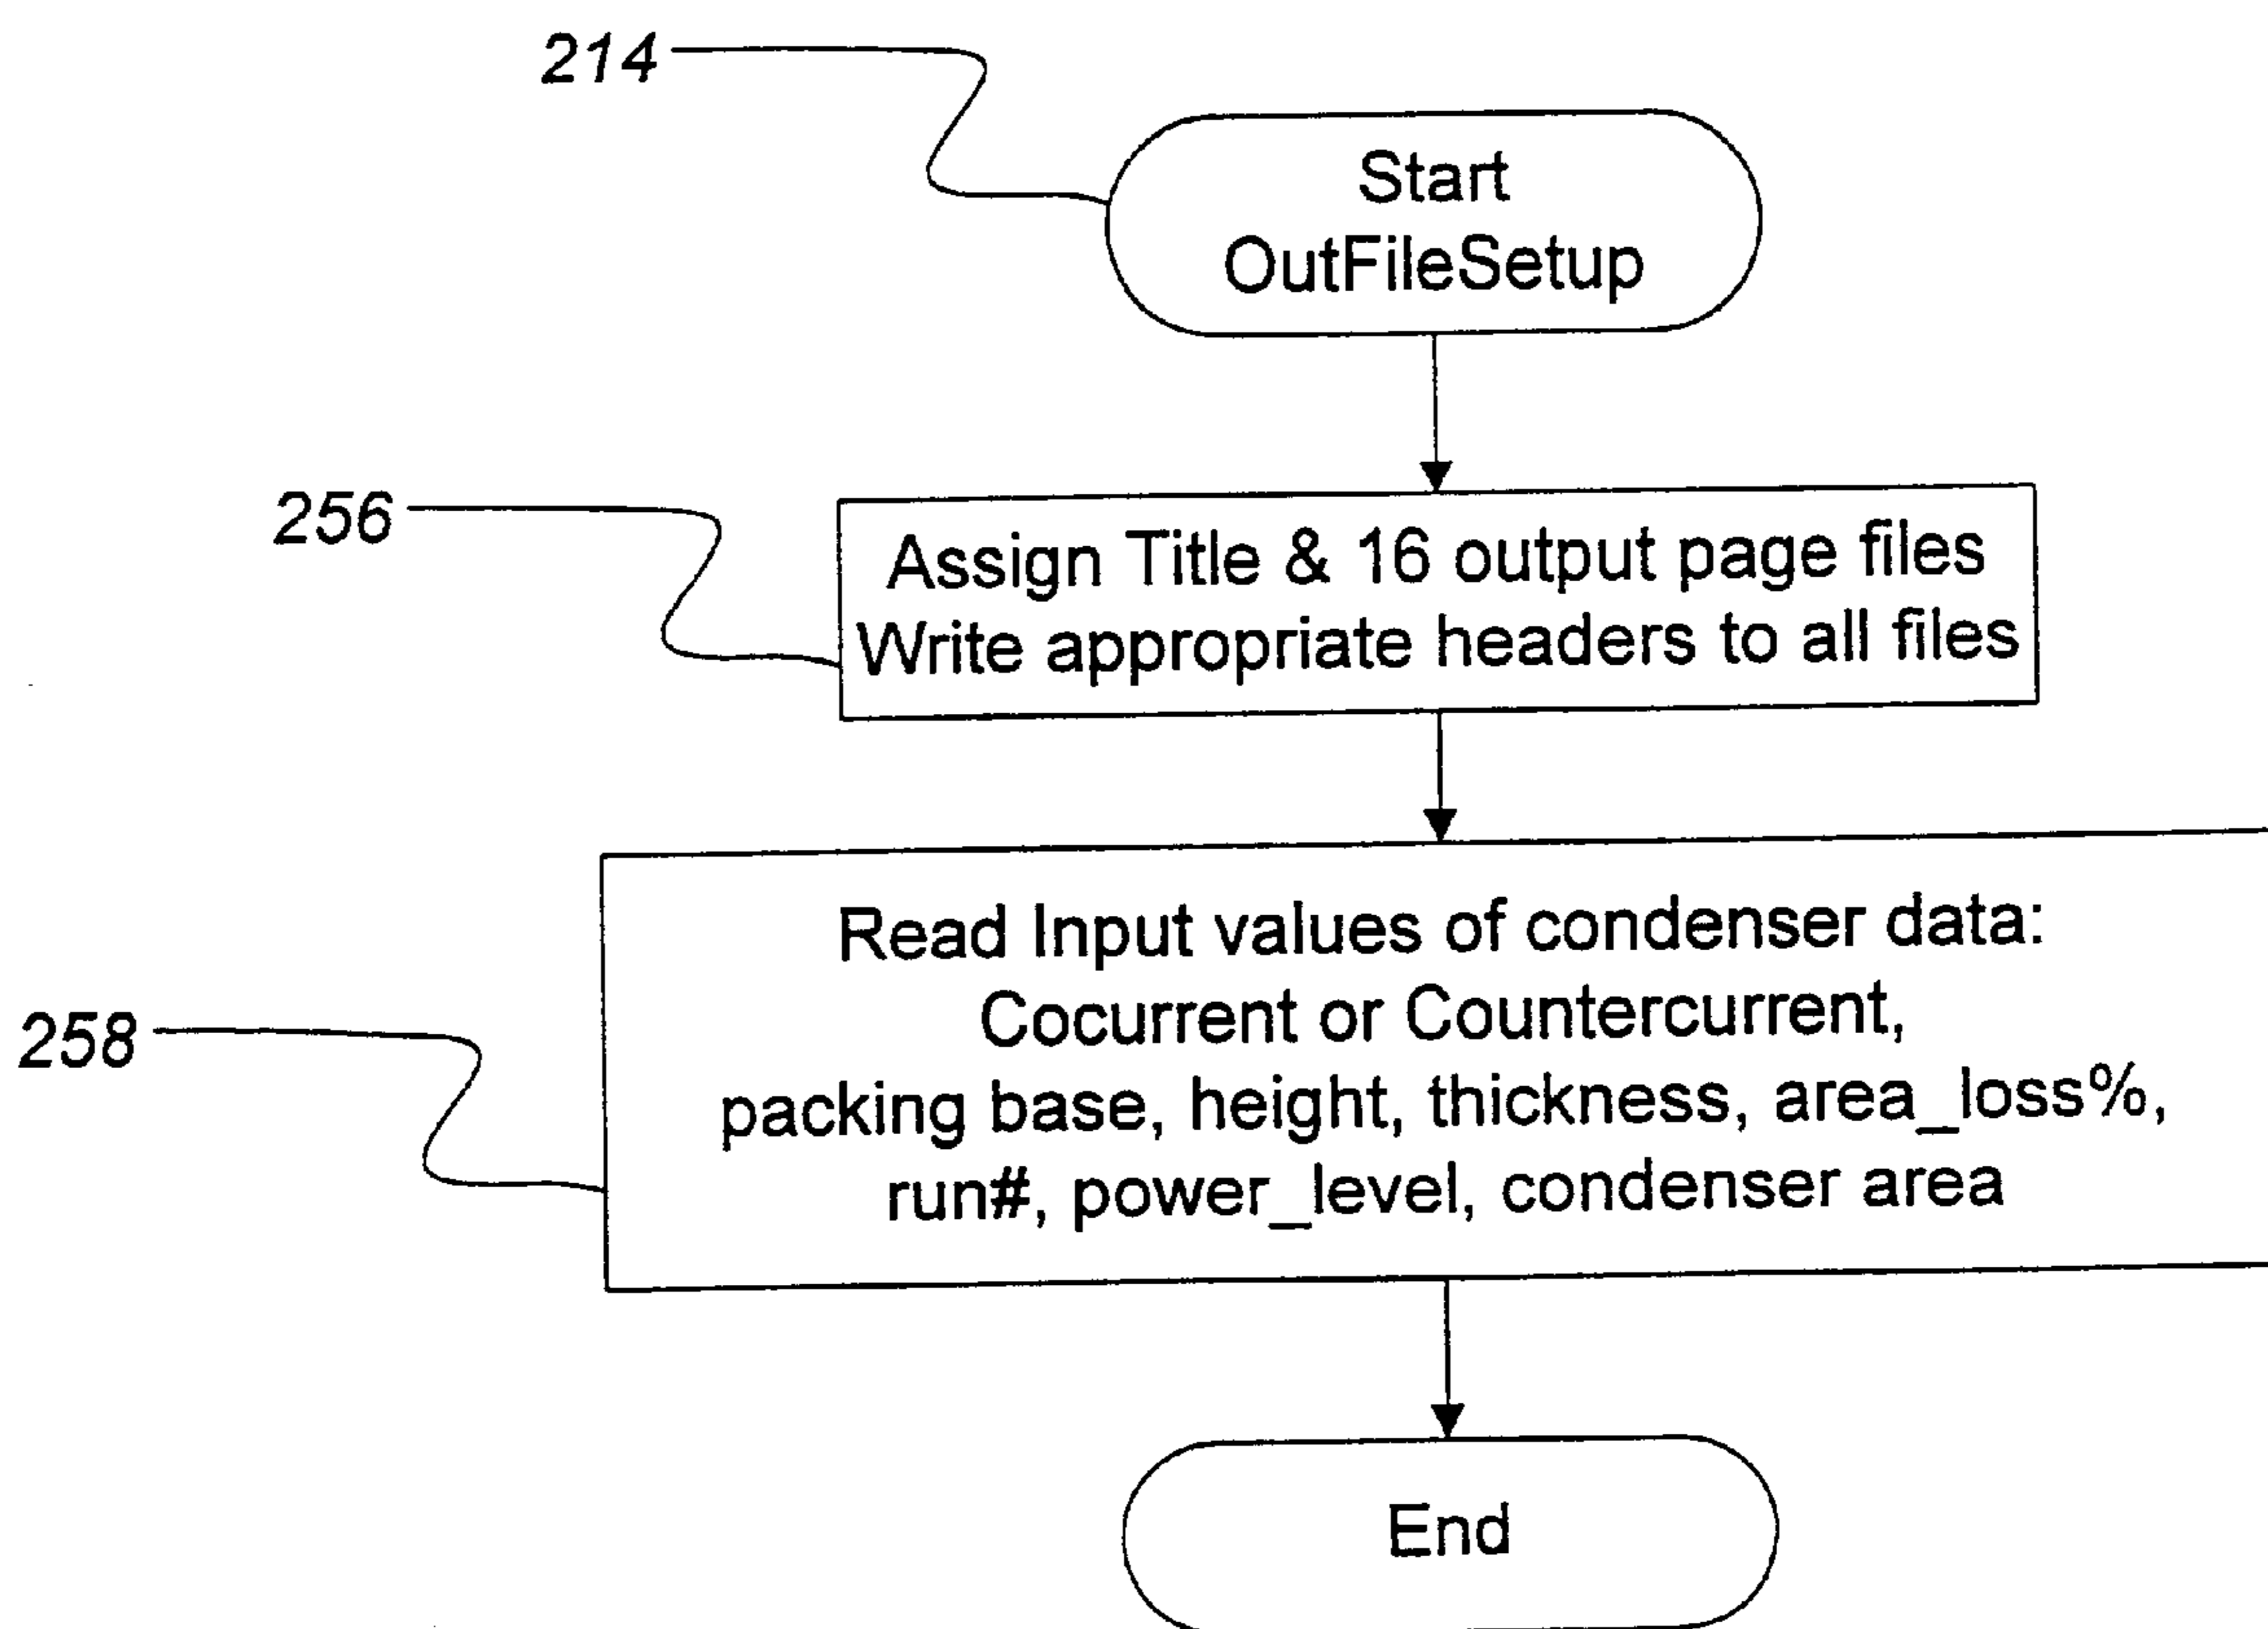 214
Start
OutFileSetup
256
Assign Title & 16 output page files
Write appropriate headers to all files
Read Input values of condenser data:
Cocurrent or Countercurrent,
258
packing base, height, thickness, area_loss%,
run#, power_level, condenser area
End